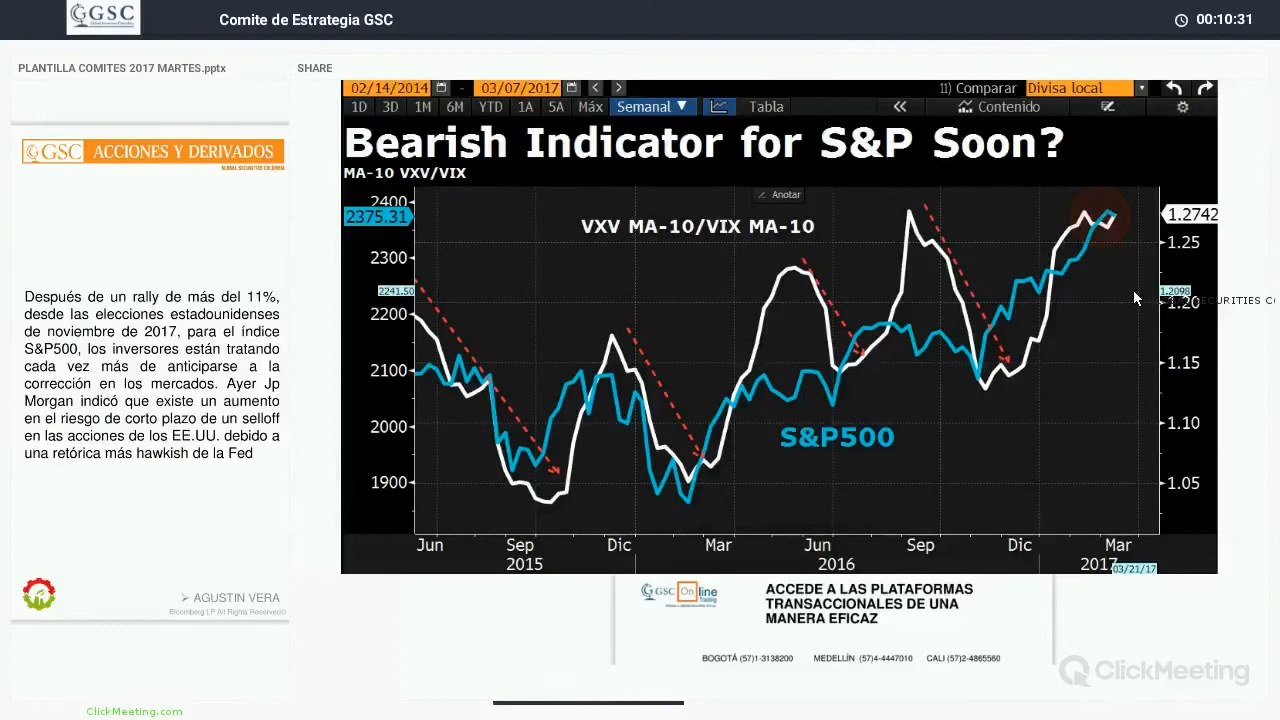 GSC
Comite de Estrategia GSC
00:10:31
PLANTILLA COMITES 2017 MARTES.pptx
SHARE
GSC ACCIONES Y DERIVADOS
GLOBAL SECURITIES COLOMBIA
Después de un rally de más del 11%,
desde las elecciones estadounidenses
de noviembre de 2017, para el índice
S&P500, los inversores están tratando
cada vez más de anticiparse a la
corrección en los mercados. Ayer Jp
Morgan indicó que existe un aumento
en el riesgo de corto plazo de un selloff
en las acciones de los EE.UU. debido a
una retórica más hawkish de la Fed
➢ AGUSTIN VERA
Bloomberg LP All Rights Reserved©
02/14/2014 - 03/07/2017 < >
11) Comparar Divisa local
1D 3D 1M 6M YTD 1A 5A Máx Semanal ▼ Tabla « Contenido
Bearish Indicator for S&P Soon?
MA-10 VXV/VIX
Anotar
VXV MA-10/VIX MA-10
S&P500
2400
2375.31
2300
2241.50
2200
2100
2000
1900
1.2742
1.25
1.2098
1.20
1.15
1.10
1.05
SECURITIES CO
Jun Sep Dic Mar Jun Sep Dic Mar
2015 2016 2017
03/21/17
GSC Online
Trading
ACCEDE A LAS PLATAFORMAS
TRANSACCIONALES DE UNA
MANERA EFICAZ
BOGOTÁ (57)1-3138200 MEDELLÍN (57)4-4447010 CALI (57)2-4865560
ClickMeeting
ClickMeeting.com